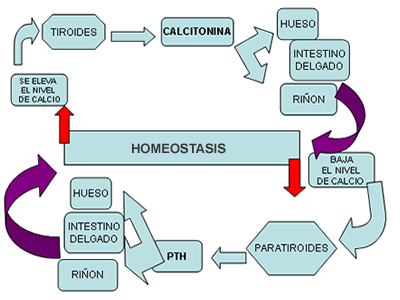 TIROIDES
CALCITONINA
HUESO
INTESTINO
DELGADO
RIÑON
SE ELEVA
EL NIVEL
DE CALCIO
HOMEOSTASIS
BAJA
EL NIVEL
DE CALCIO
HUESO
INTESTINO
DELGADO
RIÑON
PTH
PARATIROIDES